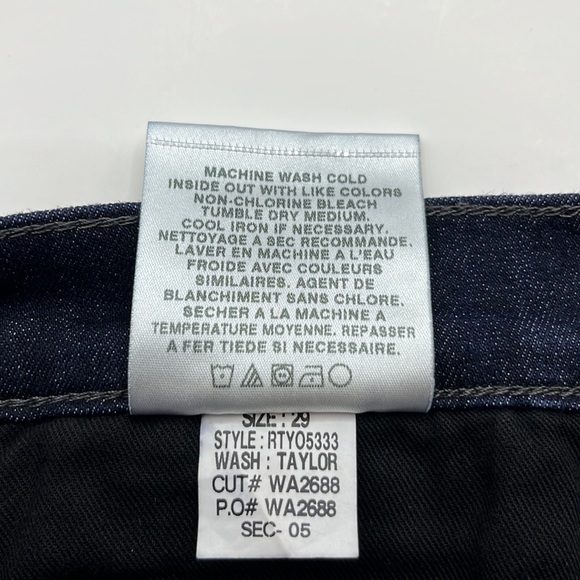 MACHINE WASH COLD
INSIDE OUT WITH LIKE COLORS
NON-CHLORINE BLEACH
TUMBLE DRY MEDIUM.
COOL IRON IF NECESSARY.
NETTOYAGE A SEC RECOMMANDE.
LAVER EN MACHINE A L'EAU
FROIDE AVEC COULEURS
SIMILAIRES. AGENT DE
BLANCHIMENT SANS CHLORE.
SECHER A LA MACHINE A
TEMPERATURE MOYENNE. REPASSER
A FER TIEDE SI NECESSAIRE.
SIZE: 29
STYLE: RTY05333
WASH : TAYLOR
CUT# WA2688
P.O# WA2688
SEC- 05